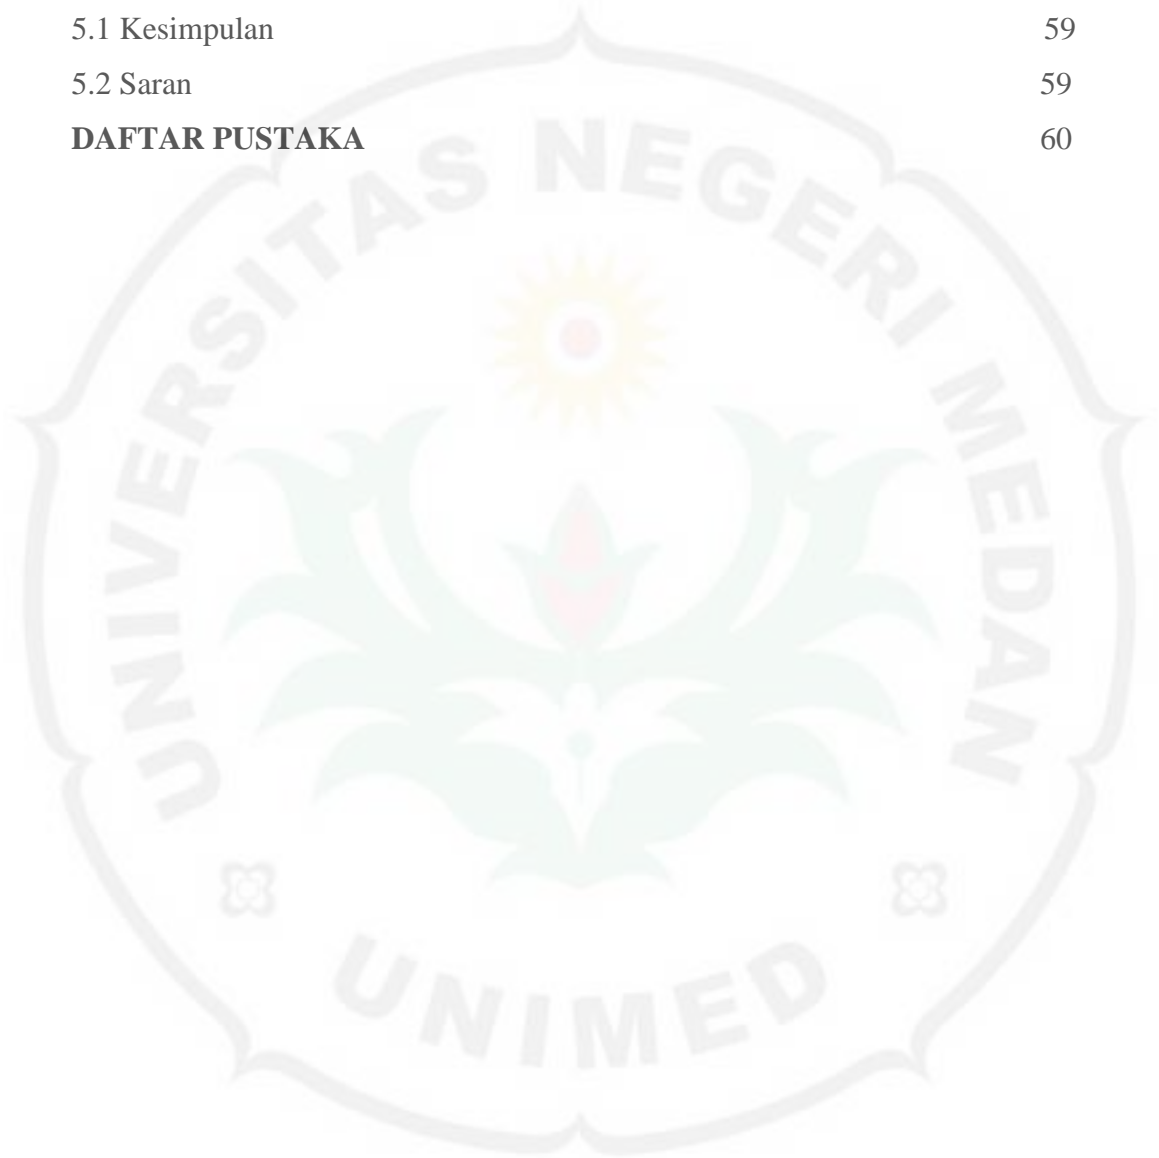 5.1 Kesimpulan 59
5.2 Saran 59
DAFTAR PUSTAKA 60
UNIVERSITAS NEGERI MEDAN
UNIMED